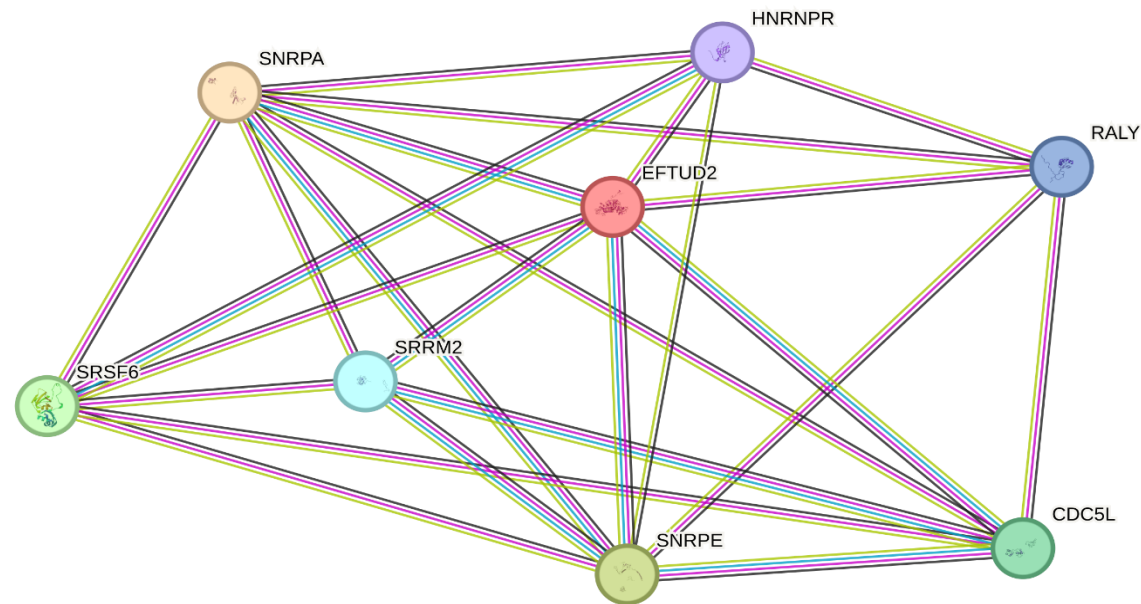 HNRNPR
SNRPA
RALY
EFTUD2
SRRM2
SRSF6
CDC5L
SNRPE